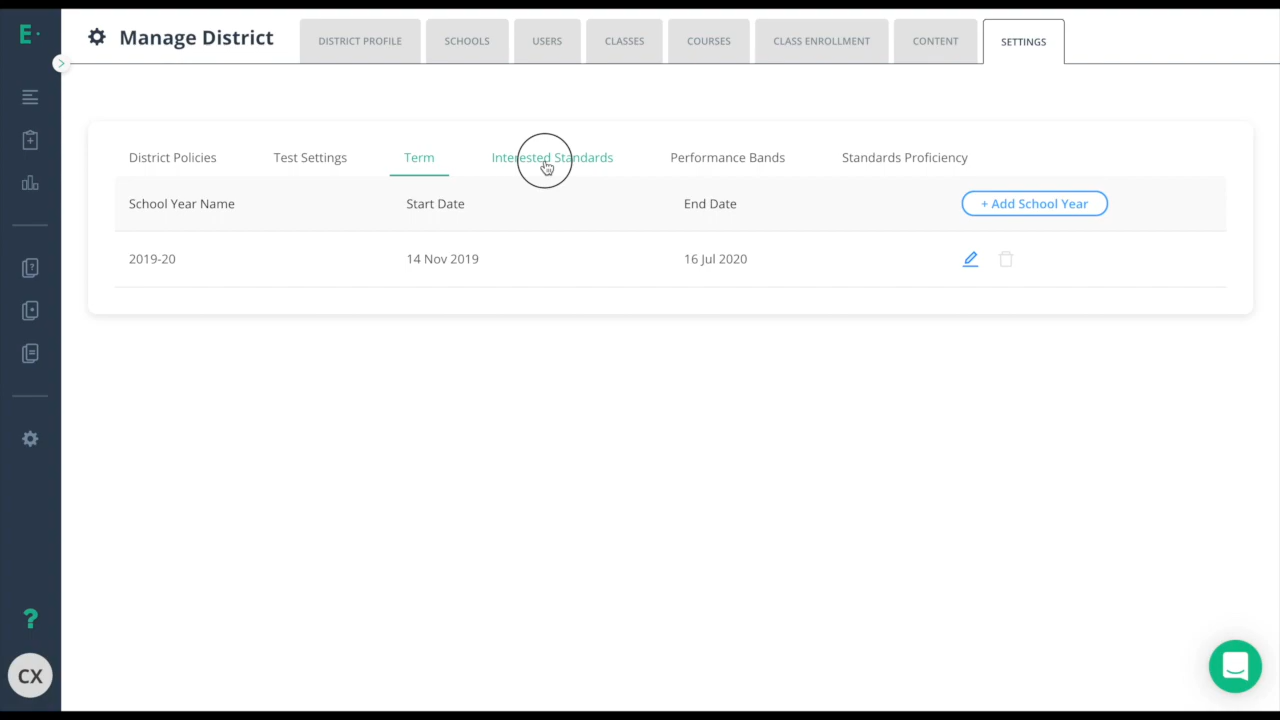 E·
Manage District
DISTRICT PROFILE
SCHOOLS
USERS
CLASSES
COURSES
CLASS ENROLLMENT
CONTENT
SETTINGS
District Policies
Test Settings
Term
Interested Standards
Performance Bands
Standards Proficiency
School Year Name
Start Date
End Date
+ Add School Year
2019-20
14 Nov 2019
16 Jul 2020
?
CX